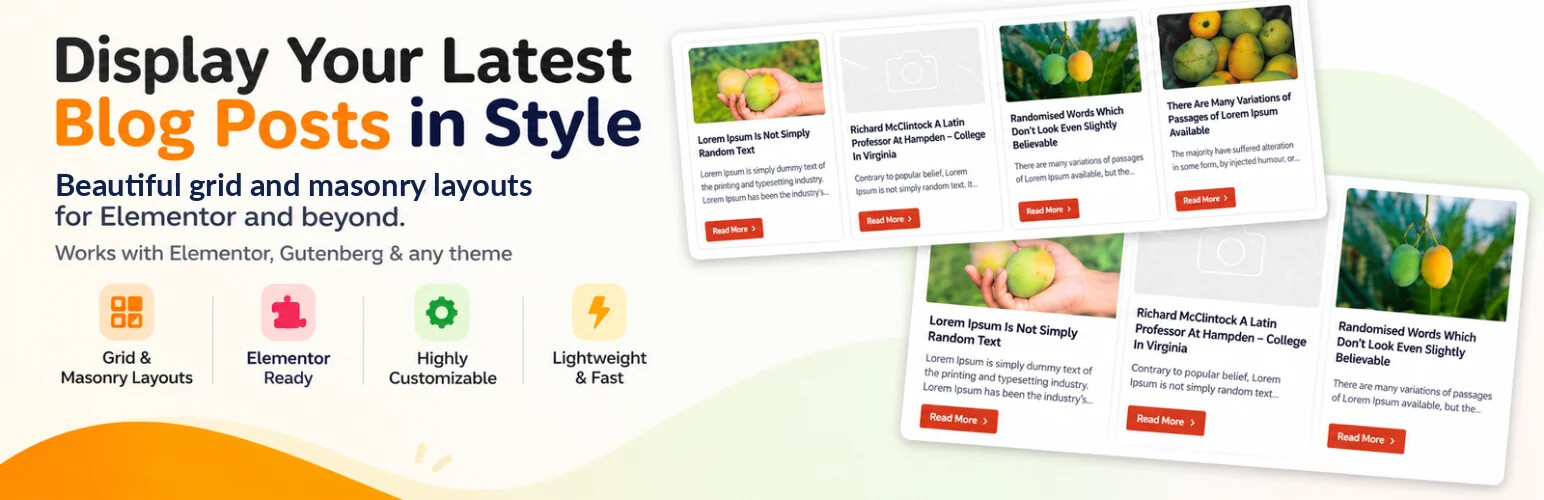 Display Your Latest
Blog Posts in Style
Beautiful grid and masonry layouts
for Elementor and beyond.
Works with Elementor, Gutenberg & any theme
Grid &
Masonry Layouts
Elementor
Ready
Highly
Customizable
Lightweight
& Fast
Lorem Ipsum Is Not Simply
Random Text
Lorem Ipsum is simply dummy text of
the printing and typesetting industry.
Lorem Ipsum has been the industry's...
Read More >
Richard McClintock A Latin
Professor At Hampden – College
In Virginia
Contrary to popular belief, Lorem
Ipsum is not simply random text. It...
Read More >
Randomised Words Which
Don't Look Even Slightly
Believable
There are many variations of passages
of Lorem Ipsum available, but the...
Read More >
There Are Many Variations of
Passages of Lorem Ipsum
Available
The majority have suffered alteration
in some form, by injected humour, or...
Read More >
Lorem Ipsum Is Not Simply
Random Text
Lorem Ipsum is simply dummy text of
the printing and typesetting industry.
Lorem Ipsum has been the industry's...
Read More >
Richard McClintock A Latin
Professor At Hampden – College
In Virginia
Contrary to popular belief, Lorem
Ipsum is not simply random text...
Read More >
Randomised Words Which
Don't Look Even Slightly
Believable
There are many variations of passages
of Lorem Ipsum available, but the...
Read More >